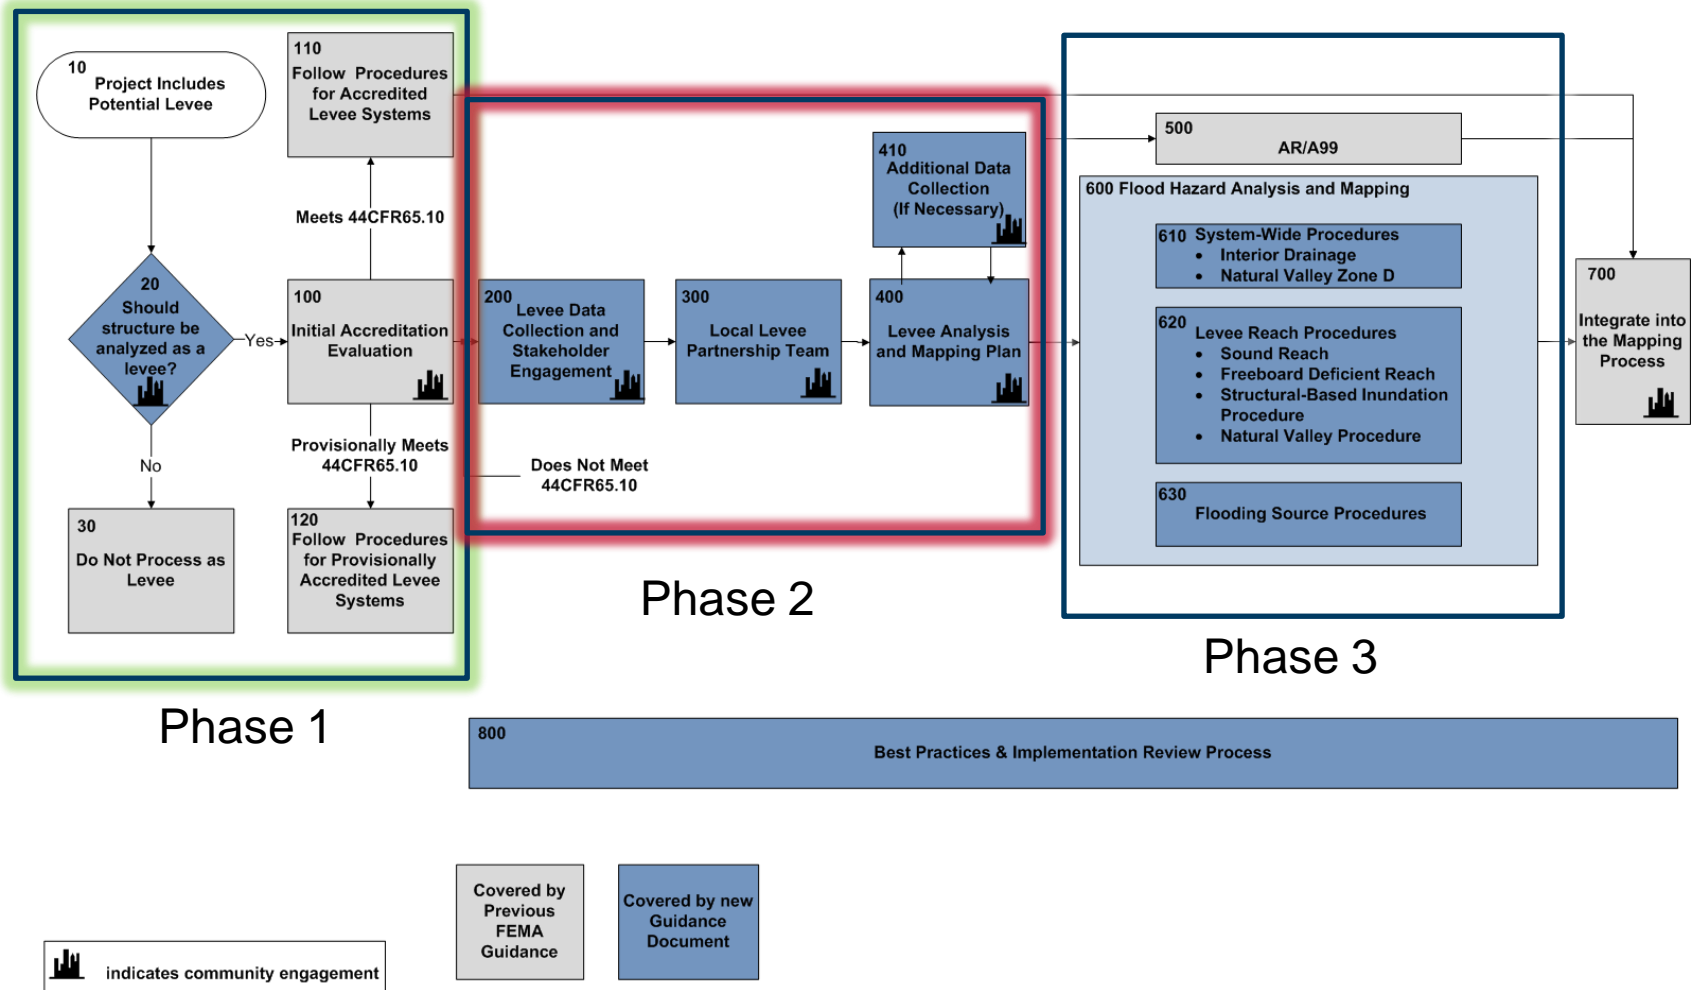 10
Project Includes
Potential Levee
20
Should
structure be
analyzed as a
levee?
Yes
No
30
Do Not Process as
Levee
110
Follow Procedures
for Accredited
Levee Systems
Meets 44CFR65.10
100
Initial Accreditation
Evaluation
Provisionally Meets
44CFR65.10
120
Follow Procedures
for Provisionally
Accredited Levee
Systems
Phase 1
200
Levee Data
Collection and
Stakeholder
Engagement
300
Local Levee
Partnership Team
410
Additional Data
Collection
(If Necessary)
400
Levee Analysis
and Mapping Plan
Does Not Meet
44CFR65.10
Phase 2
500
AR/A99
600 Flood Hazard Analysis and Mapping
610 System-Wide Procedures
• Interior Drainage
• Natural Valley Zone D
620
Levee Reach Procedures
• Sound Reach
• Freeboard Deficient Reach
• Structural-Based Inundation
Procedure
• Natural Valley Procedure
630
Flooding Source Procedures
Phase 3
700
Integrate into
the Mapping
Process
800
Best Practices & Implementation Review Process
Covered by
Previous
FEMA
Guidance
Covered by new
Guidance
Document
indicates community engagement